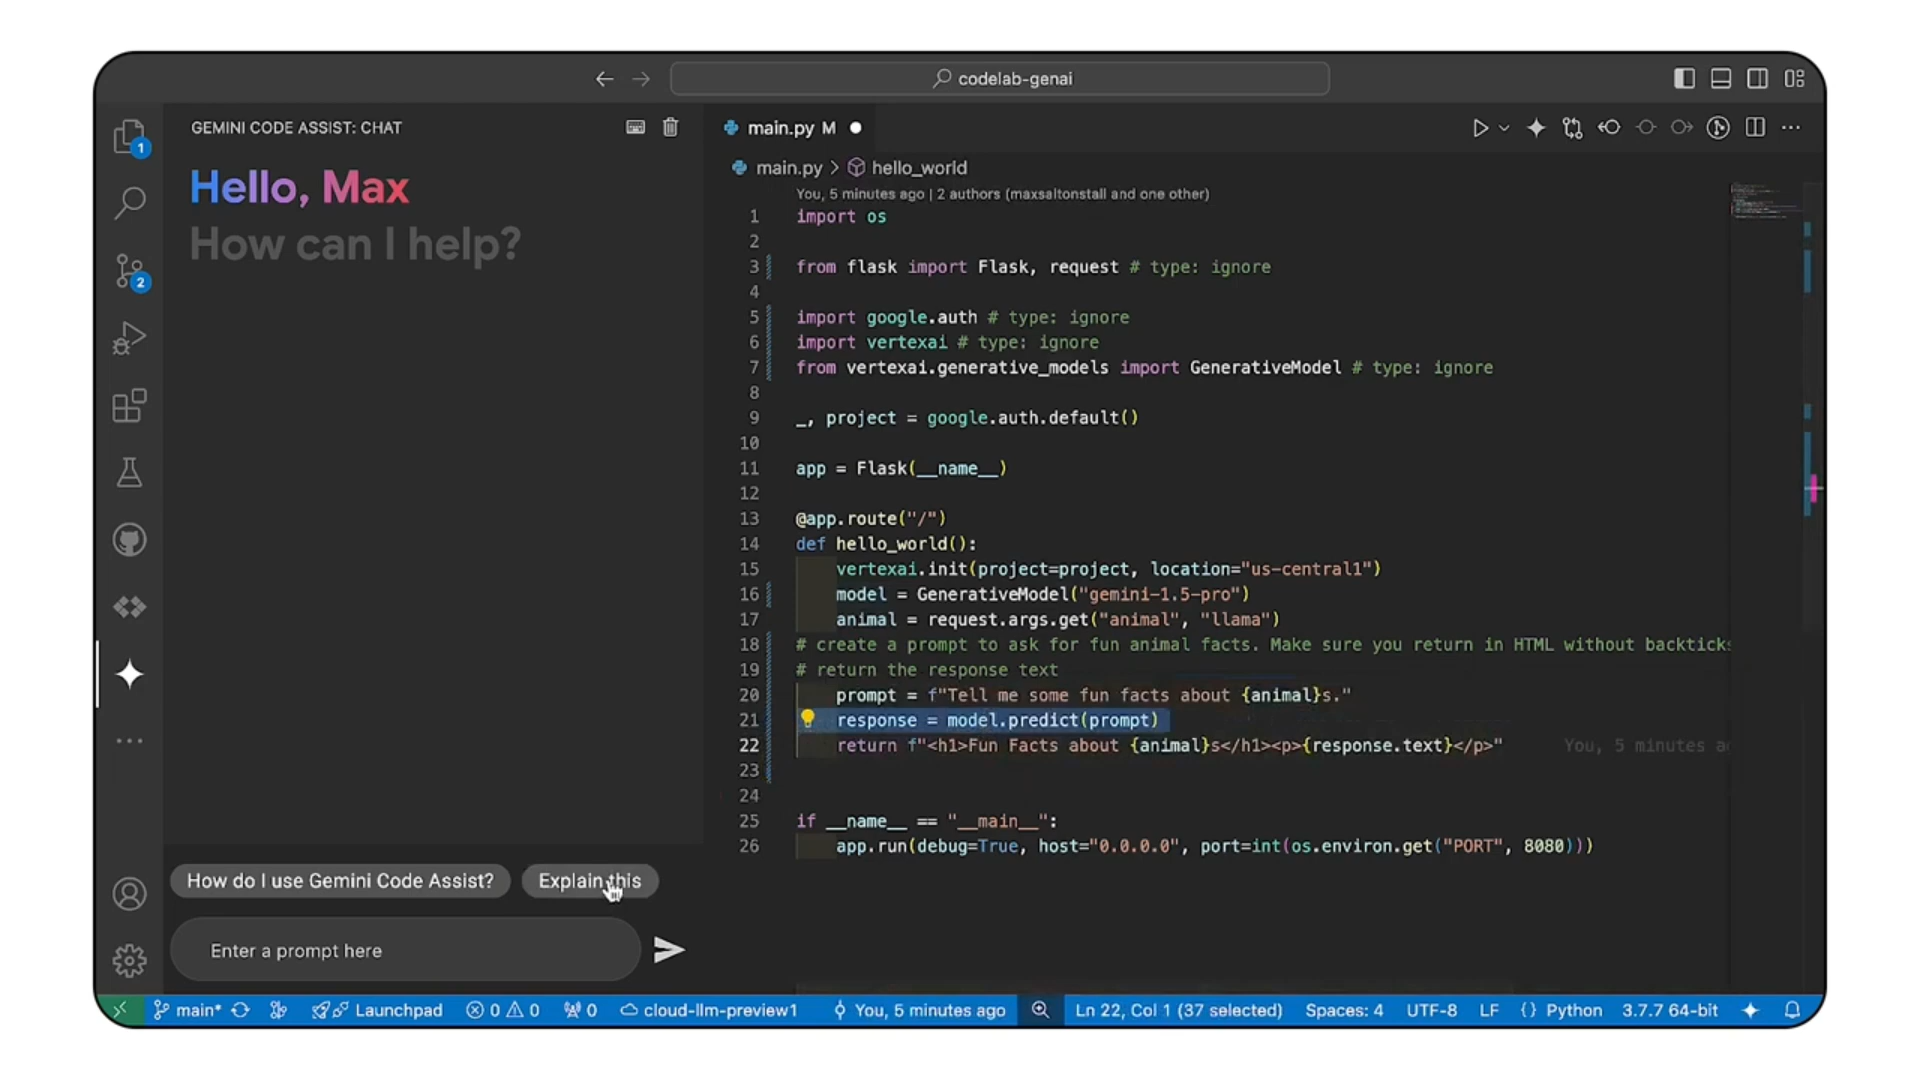 codelab-genai
GEMINI CODE ASSIST: CHAT
1
2
Hello, Max
How can I help?
How do I use Gemini Code Assist?
Explain this
Enter a prompt here
main.py M
main.py > hello_world
You, 5 minutes ago | 2 authors (maxsaltonstall and one other)
1 import os
2
3 from flask import Flask, request # type: ignore
4
5 import google.auth # type: ignore
6 import vertexai # type: ignore
7 from vertexai.generative_models import GenerativeModel # type: ignore
8
9 _, project = google.auth.default()
10
11 app = Flask(__name__)
12
13 @app.route("/")
14 def hello_world():
15 vertexai.init(project=project, location="us-central1")
16 model = GenerativeModel("gemini-1.5-pro")
17 animal = request.args.get("animal", "llama")
18 # create a prompt to ask for fun animal facts. Make sure you return in HTML without backticks
19 # return the response text
20 prompt = f"Tell me some fun facts about {animal}s."
21 response = model.predict(prompt)
22 return f"<h1>Fun Facts about {animal}s</h1><p>{response.text}</p>" You, 5 minutes a
23
24
25 if __name__ == "__main__":
26 app.run(debug=True, host="0.0.0.0", port=int(os.environ.get("PORT", 8080)))
main* Launchpad 0 0 0 cloud-llm-preview1 You, 5 minutes ago Ln 22, Col 1 (37 selected) Spaces: 4 UTF-8 LF {} Python 3.7.7 64-bit